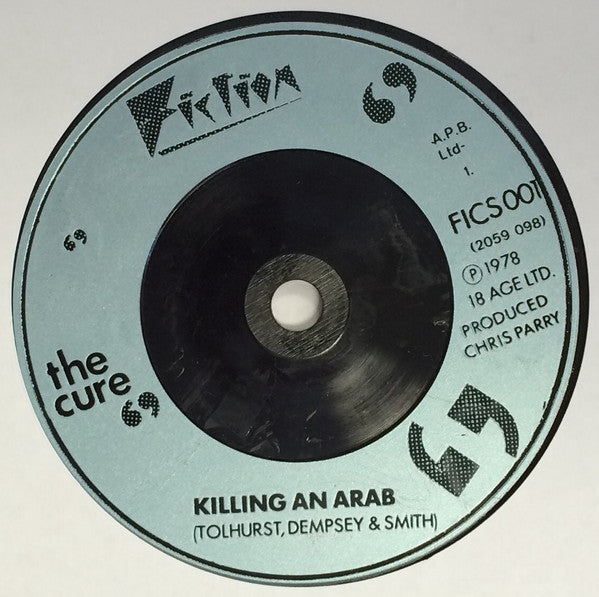 Fiction
A.P.B.
Ltd-
1.
FICS 001
(2059 098)
℗ 1978
18 AGE LTD.
PRODUCED
CHRIS PARRY
the
cure
KILLING AN ARAB
(TOLHURST, DEMPSEY & SMITH)